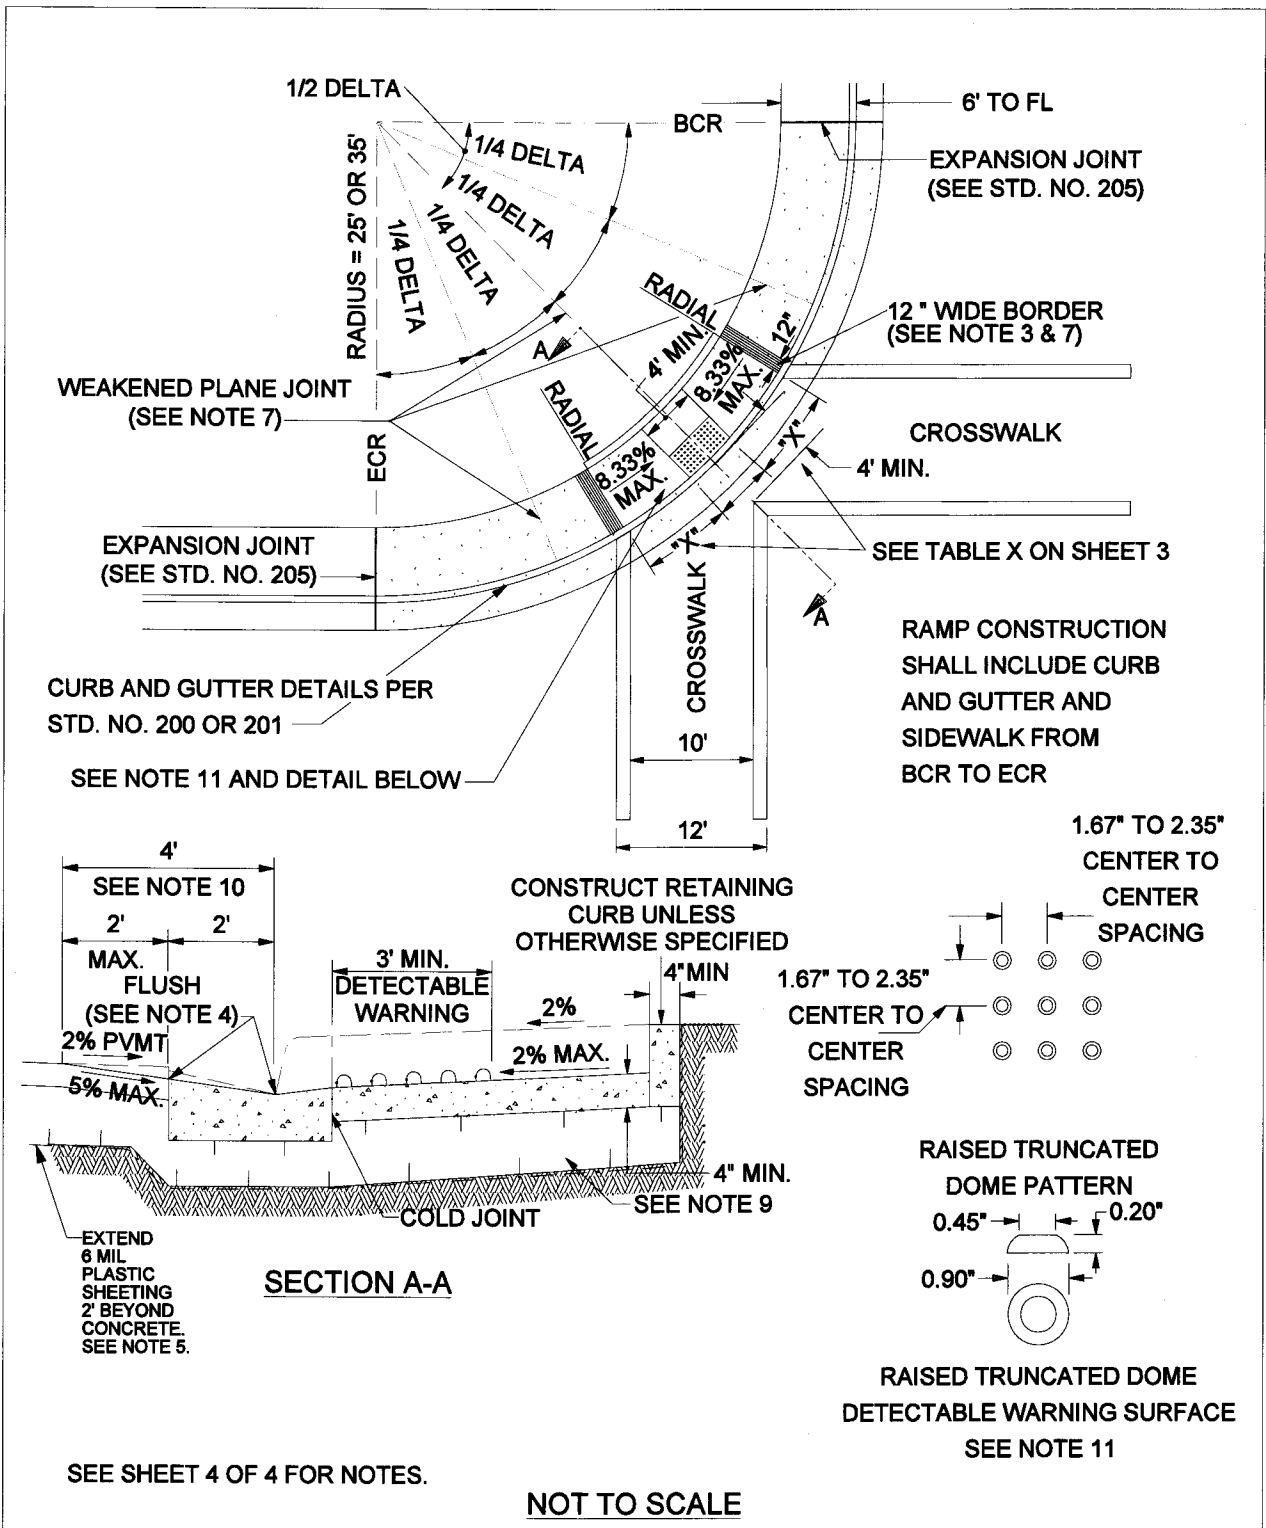 1/2 DELTA
BCR
6' TO FL
1/4 DELTA
1/4 DELTA
1/4 DELTA
1/4 DELTA
RADIUS = 25' OR 35'
EXPANSION JOINT
(SEE STD. NO. 205)
RADIAL
12"
12 " WIDE BORDER
(SEE NOTE 3 & 7)
A
4' MIN.
8.33%
MAX.
WEAKENED PLANE JOINT
(SEE NOTE 7)
ECR
RADIAL
8.33%
MAX.
"X"
CROSSWALK
4' MIN.
EXPANSION JOINT
(SEE STD. NO. 205)
"X"
SEE TABLE X ON SHEET 3
CROSSWALK
A
RAMP CONSTRUCTION
SHALL INCLUDE CURB
AND GUTTER AND
SIDEWALK FROM
BCR TO ECR
CURB AND GUTTER DETAILS PER
STD. NO. 200 OR 201
10'
SEE NOTE 11 AND DETAIL BELOW
12'
4'
SEE NOTE 10
2'
2'
MAX.
FLUSH
(SEE NOTE 4)
2% PVMT
5% MAX.
3' MIN.
DETECTABLE
WARNING
CONSTRUCT RETAINING
CURB UNLESS
OTHERWISE SPECIFIED
4"MIN
2%
2% MAX.
4" MIN.
SEE NOTE 9
COLD JOINT
EXTEND
6 MIL
PLASTIC
SHEETING
2' BEYOND
CONCRETE.
SEE NOTE 5.
SECTION A-A
1.67" TO 2.35"
CENTER TO
CENTER
SPACING
1.67" TO 2.35"
CENTER TO
CENTER
SPACING
RAISED TRUNCATED
DOME PATTERN
0.45"
0.20"
0.90"
RAISED TRUNCATED DOME
DETECTABLE WARNING SURFACE
SEE NOTE 11
SEE SHEET 4 OF 4 FOR NOTES.
NOT TO SCALE